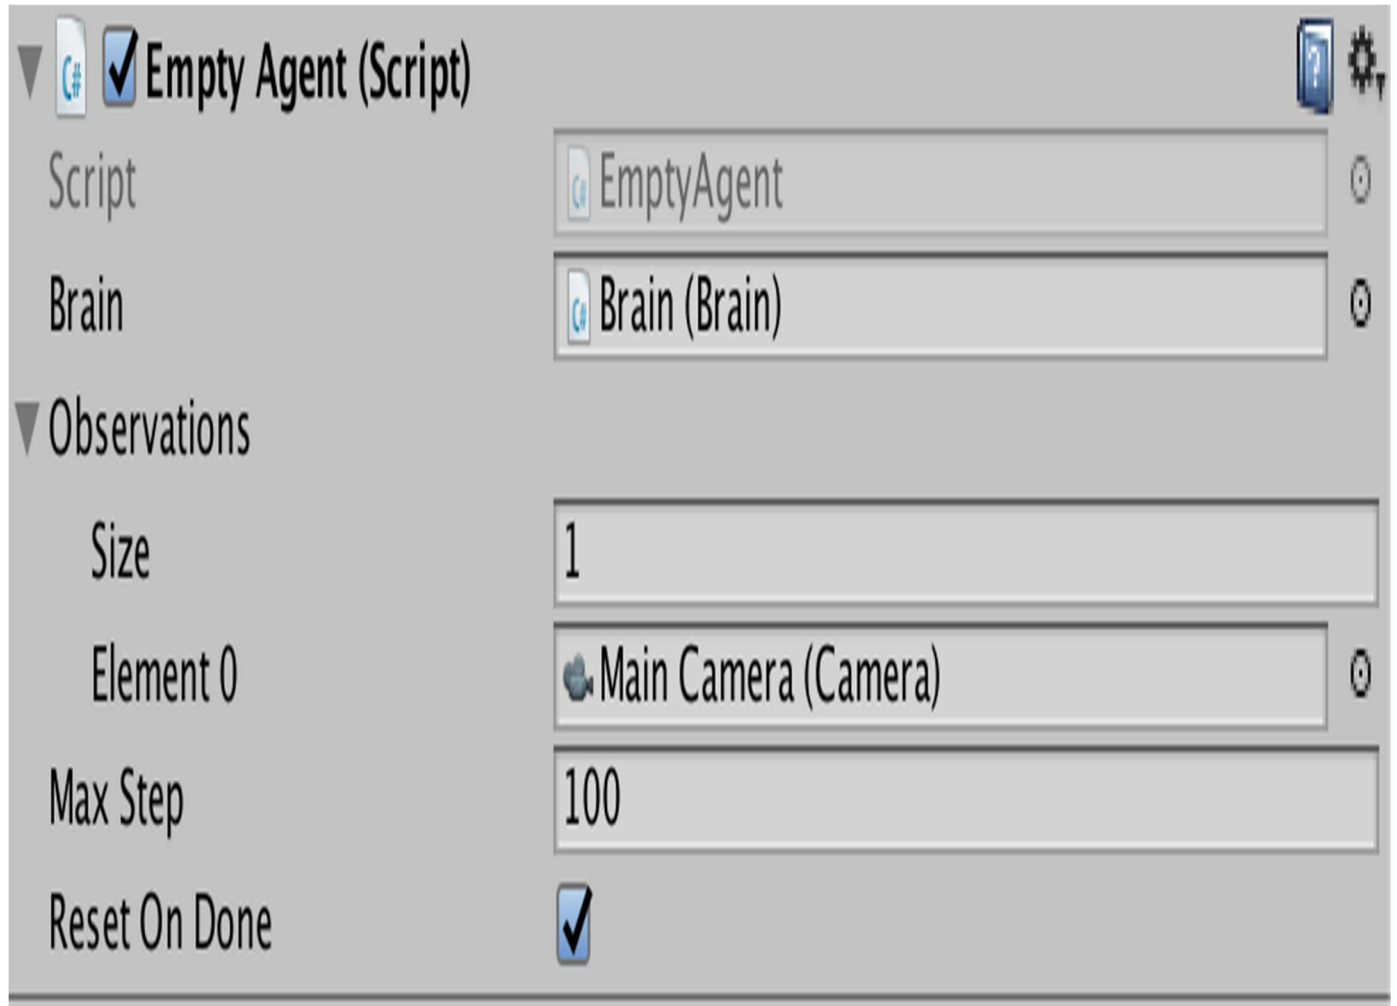 Empty Agent (Script)
Script EmptyAgent
Brain Brain (Brain)
Observations
Size 1
Element 0 Main Camera (Camera)
Max Step 100
Reset On Done